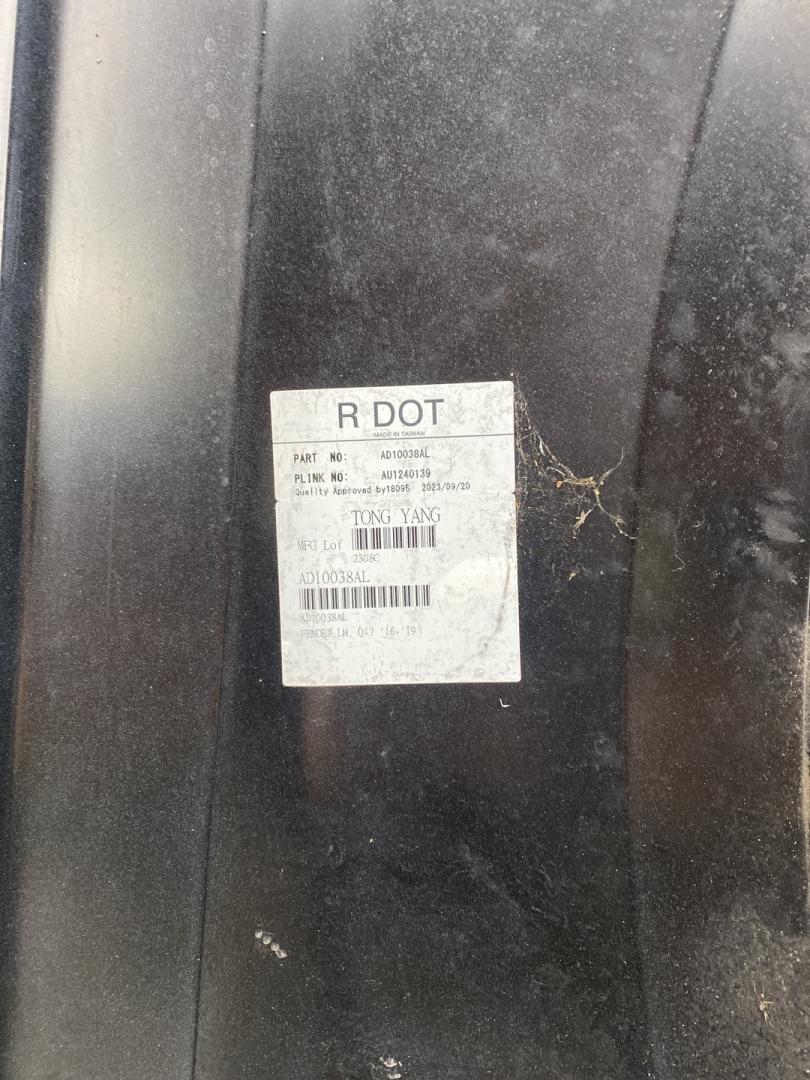 R DOT
MADE IN TAIWAN
PART NO: AD10038AL
PLINK NO: AU1240139
Quality Approved by18095 2023/09/20
TONG YANG
MFG Lot
2308C
AD10038AL
AD10038AL
FENDER LH, Q-7 '16-'19